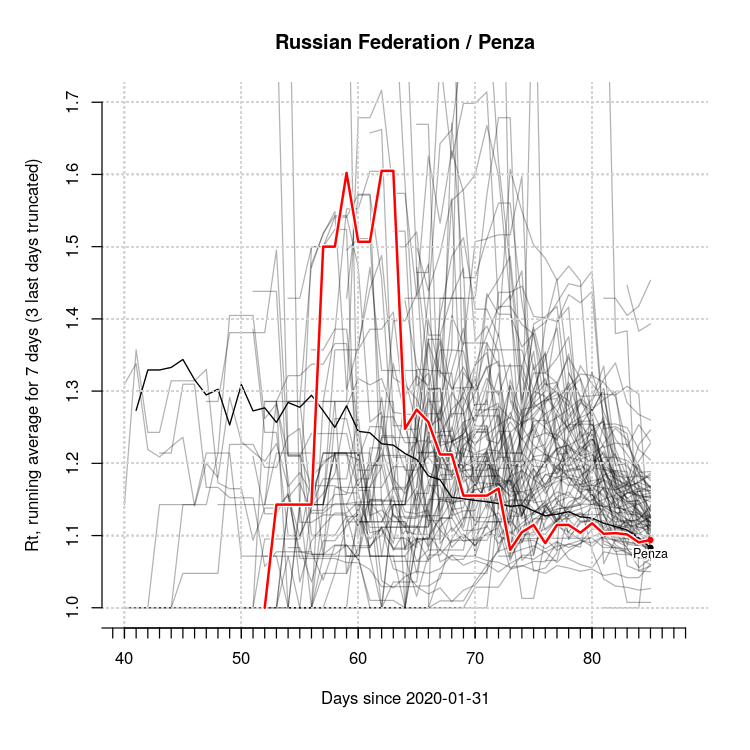 Russian Federation / Penza
Rt, running average for 7 days (3 last days truncated)
1.7
1.6
1.5
1.4
1.3
1.2
1.1
1.0
Penza
40 50 60 70 80
Days since 2020-01-31